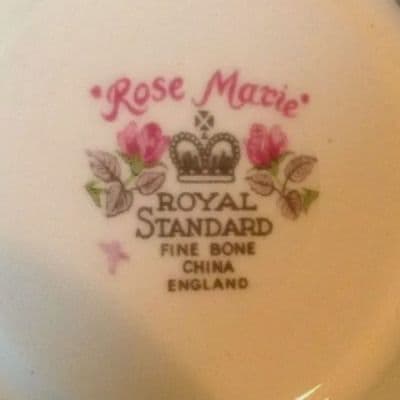 "Rose Marie"
ROYAL
STANDARD
FINE BONE
CHINA
ENGLAND